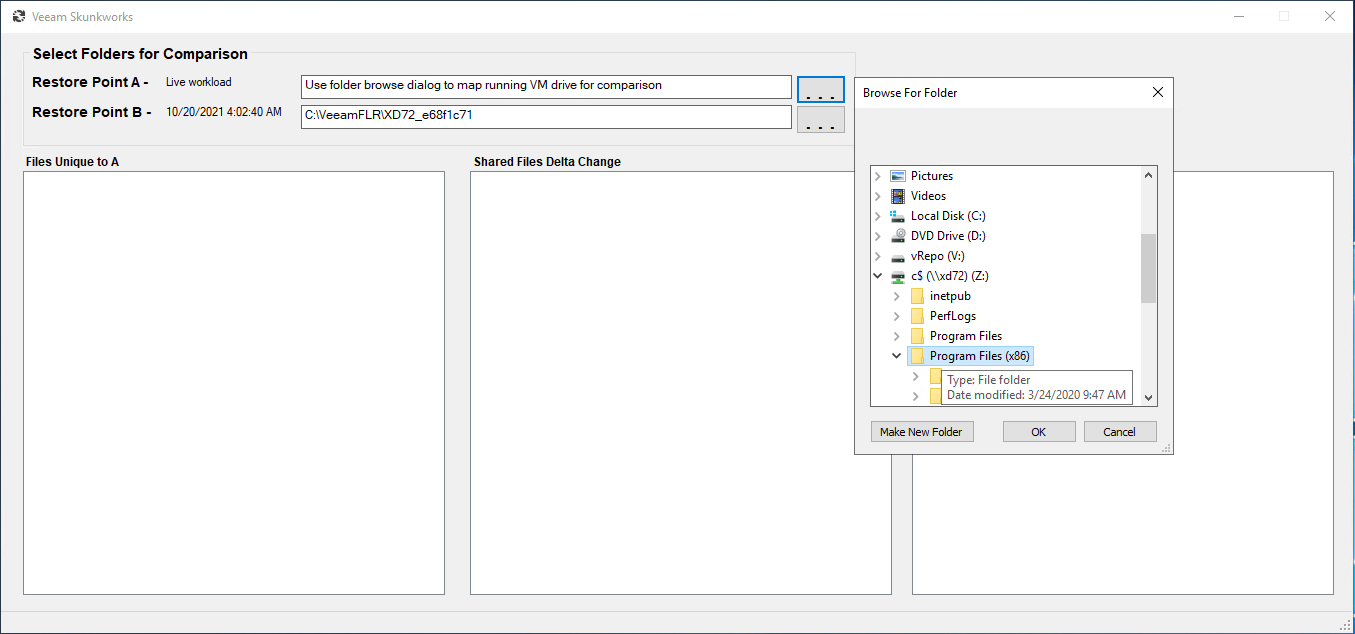 Veeam Skunkworks
Select Folders for Comparison
Restore Point A - Live workload Use folder browse dialog to map running VM drive for comparison . . .
Restore Point B - 10/20/2021 4:02:40 AM C:\VeeamFLR\XD72_e68f1c71 . . .
Files Unique to A
Shared Files Delta Change
Browse For Folder
Pictures
Videos
Local Disk (C:)
DVD Drive (D:)
vRepo (V:)
c$ (\\xd72) (Z:)
inetpub
PerfLogs
Program Files
Program Files (x86)
Type: File folder
Date modified: 3/24/2020 9:47 AM
Make New Folder OK Cancel